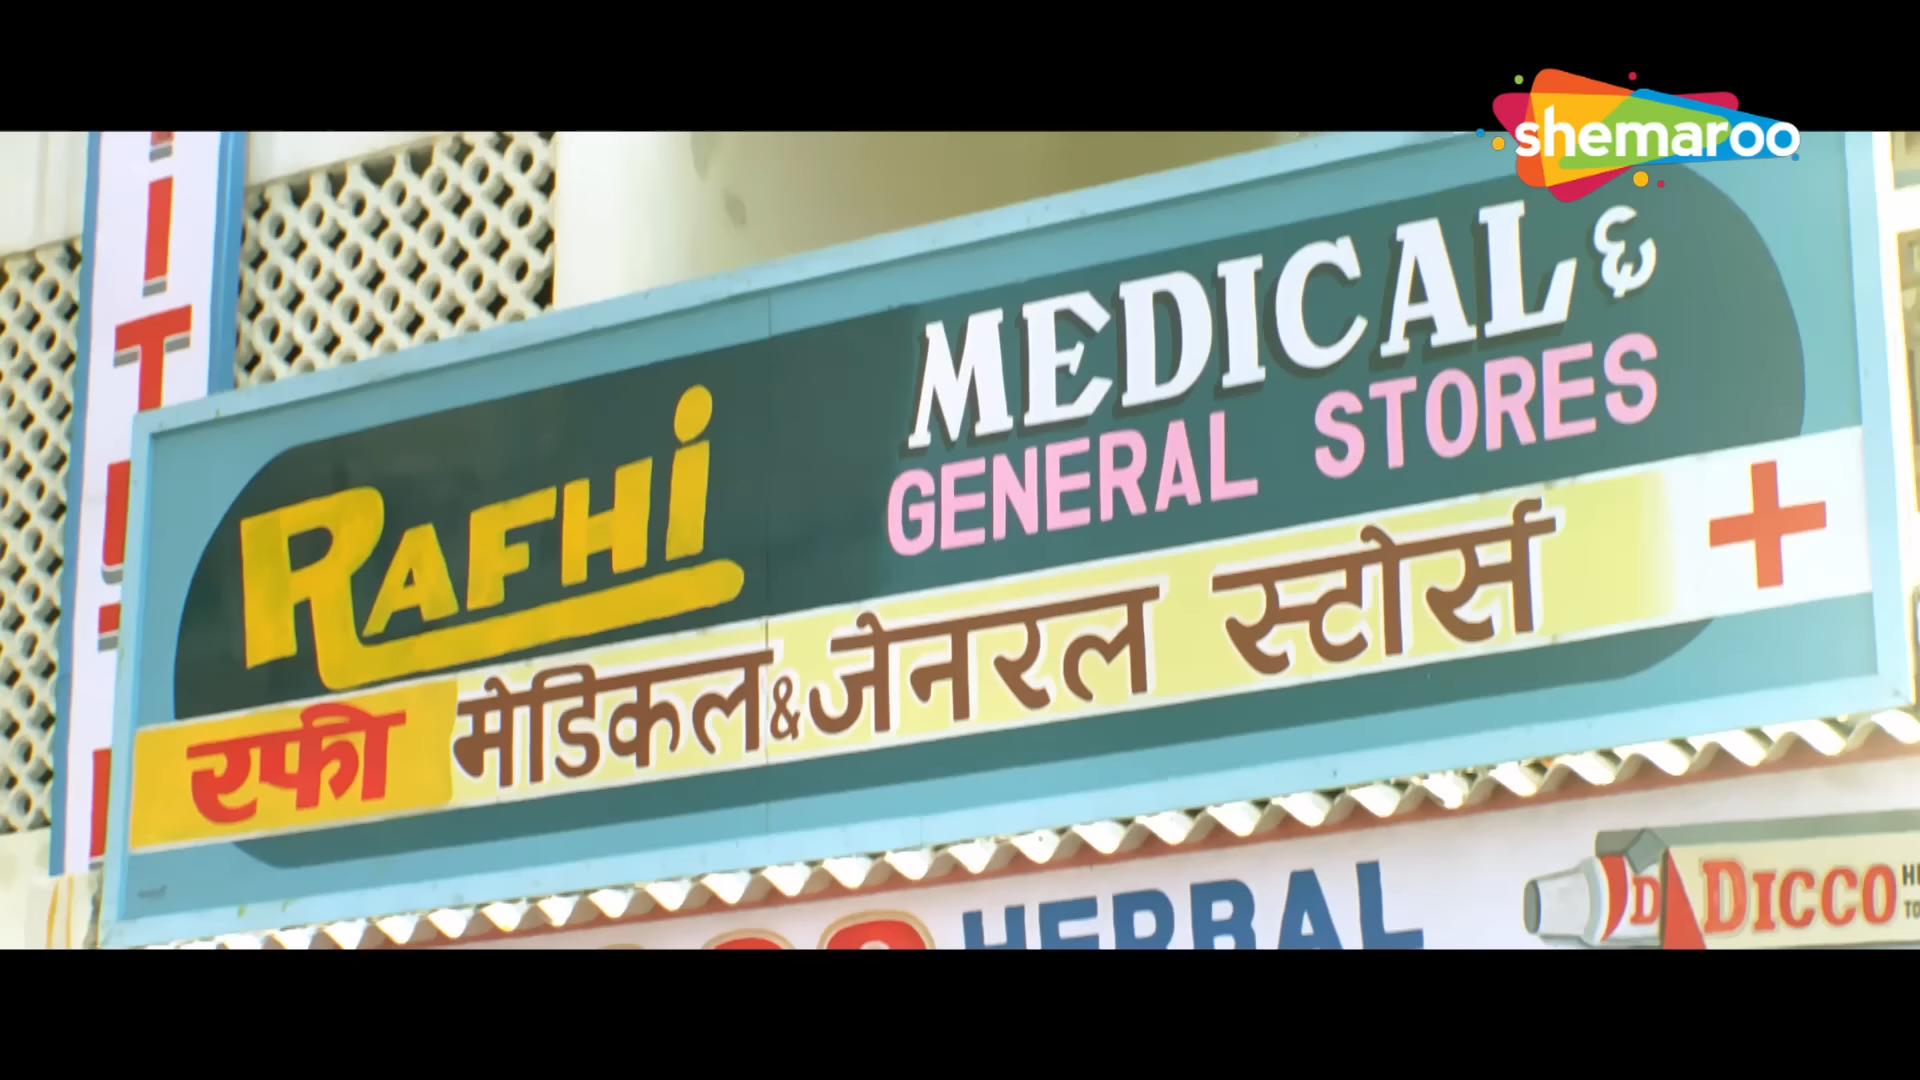 shemaroo
RAFHi
MEDICAL &
GENERAL STORES
रफी मेडिकल & जेनरल स्टोर्स
HERBAL
DICCO